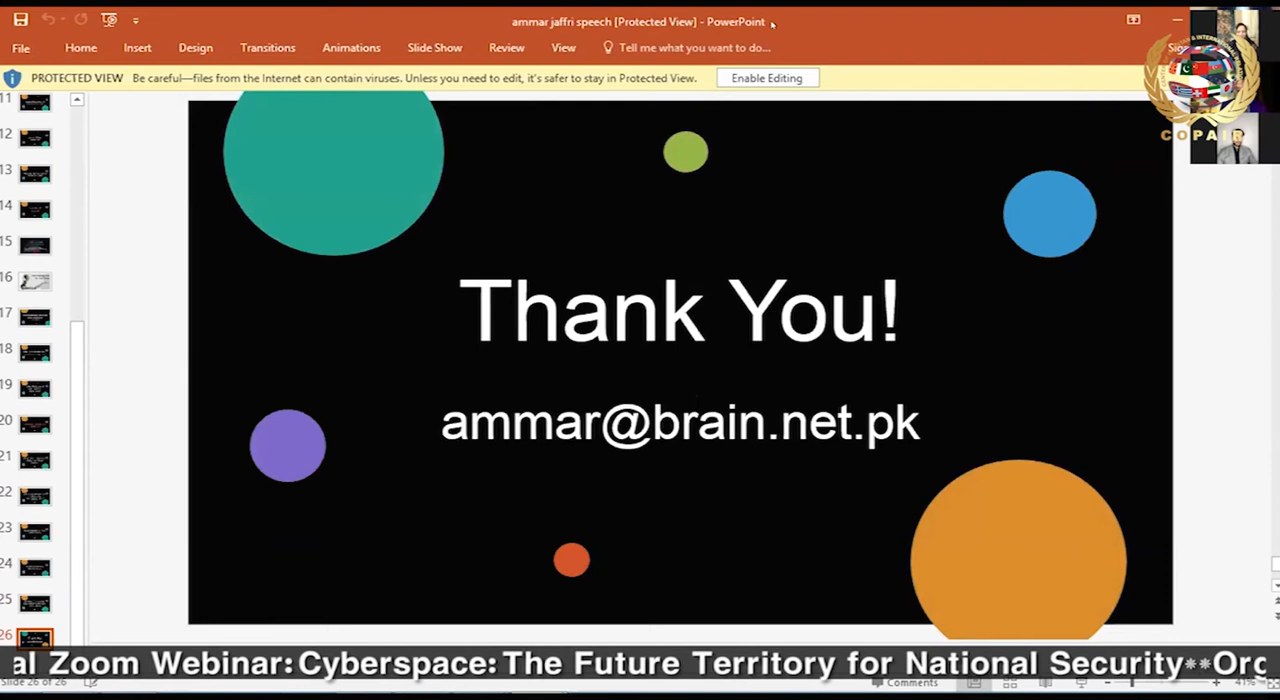 ammar jaffri speech [Protected View] - PowerPoint
File Home Insert Design Transitions Animations Slide Show Review View Tell me what you want to do...
PROTECTED VIEW Be careful—files from the Internet can contain viruses. Unless you need to edit, it's safer to stay in Protected View. Enable Editing
COPAIR
11
12
13
14
15
16
17
18
19
20
21
22
23
24
25
26
Thank You!
ammar@brain.net.pk
al Zoom Webinar: Cyberspace: The Future Territory for National Security**Org
Slide 26 of 26 Comments 41%